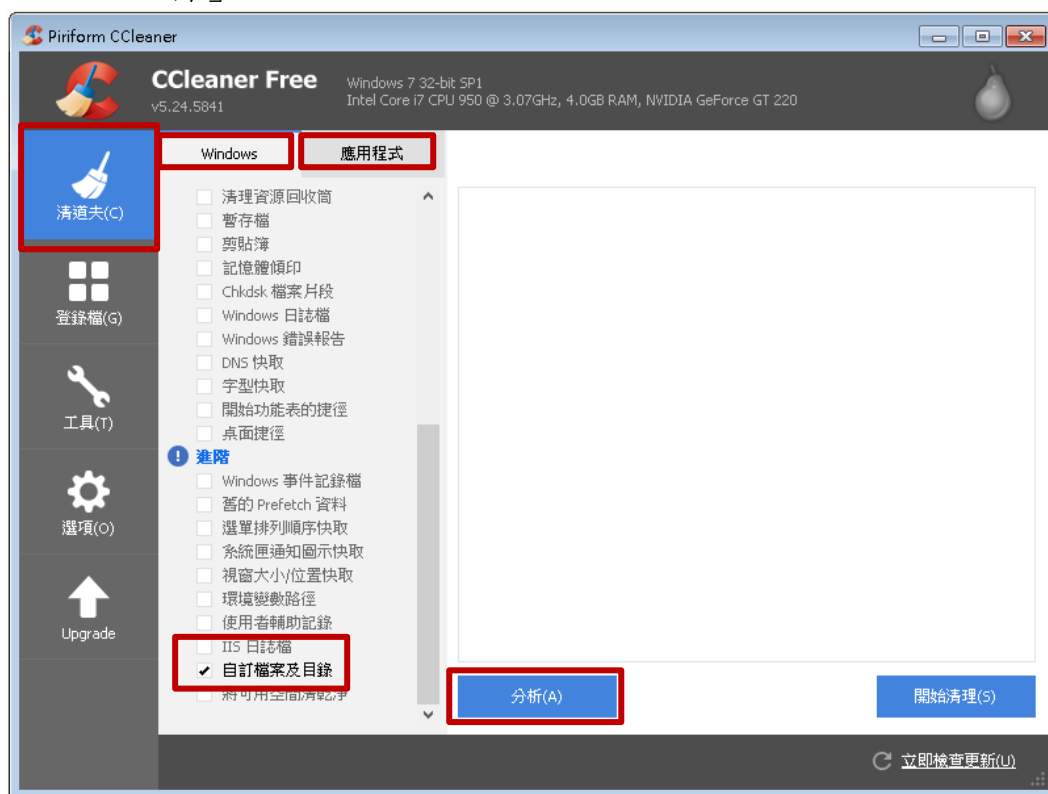 Piriform CCleaner
CCleaner Free
v5.24.5841
Windows 7 32-bit SP1
Intel Core i7 CPU 950 @ 3.07GHz, 4.0GB RAM, NVIDIA GeForce GT 220
清道夫(C)
登錄檔(G)
工具(T)
選項(O)
Upgrade
Windows
應用程式
清理資源回收筒
暫存檔
剪貼簿
記憶體傾印
Chkdsk 檔案片段
Windows 日誌檔
Windows 錯誤報告
DNS 快取
字型快取
開始功能表的捷徑
桌面捷徑
進階
Windows 事件記錄檔
舊的 Prefetch 資料
選單排列順序快取
系統匣通知圖示快取
視窗大小/位置快取
環境變數路徑
使用者輔助記錄
IIS 日誌檔
自訂檔案及目錄
將可用空間清乾淨
分析(A)
開始清理(S)
立即檢查更新(U)